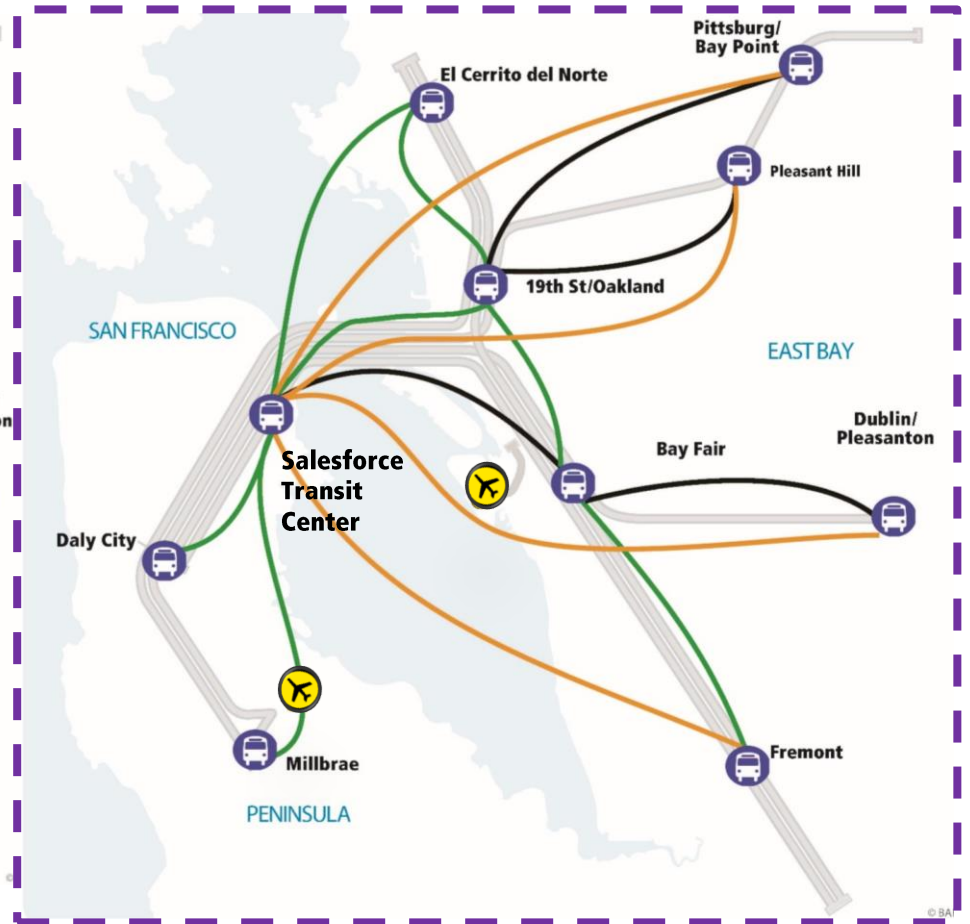 Pittsburg/
Bay Point
El Cerrito del Norte
Pleasant Hill
19th St/Oakland
SAN FRANCISCO
EAST BAY
Dublin/
Pleasanton
Bay Fair
Salesforce
Transit
Center
Daly City
Fremont
Millbrae
PENINSULA